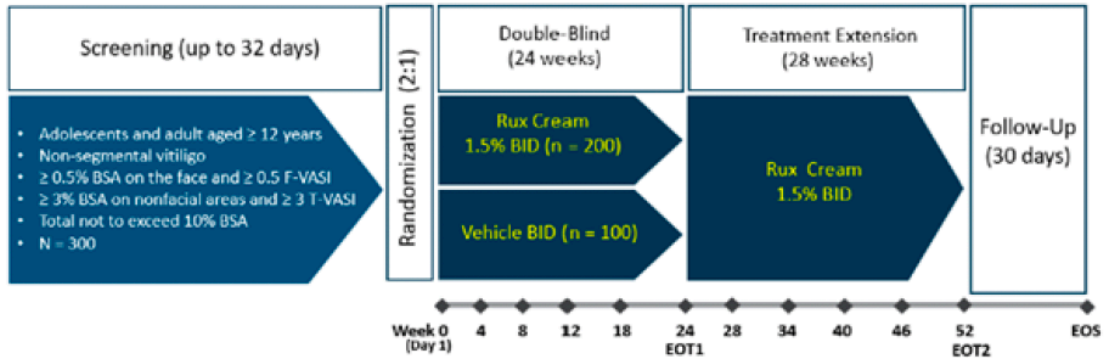 Screening (up to 32 days)
• Adolescents and adult aged ≥ 12 years
• Non-segmental vitiligo
• ≥ 0.5% BSA on the face and ≥ 0.5 F-VASI
• ≥ 3% BSA on nonfacial areas and ≥ 3 T-VASI
• Total not to exceed 10% BSA
• N = 300
Randomization (2:1)
Double-Blind
(24 weeks)
Rux Cream
1.5% BID (n = 200)
Vehicle BID (n = 100)
Treatment Extension
(28 weeks)
Rux Cream
1.5% BID
Follow-Up
(30 days)
Week 0 4 8 12 18 24 28 34 40 46 52 EOS
(Day 1) EOT1 EOT2